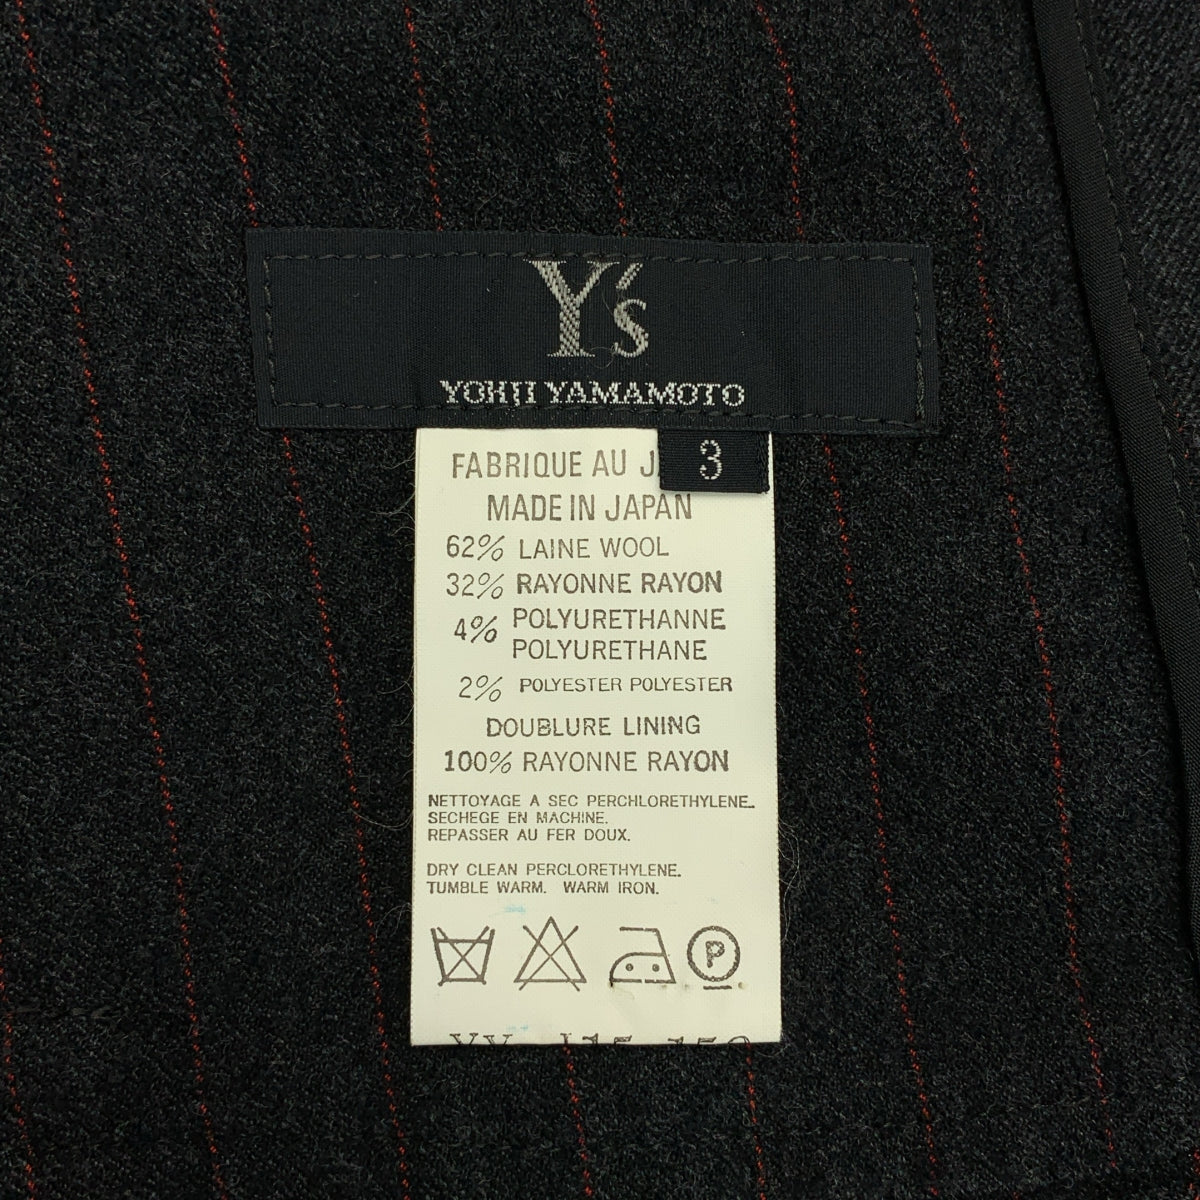 Y's
YOHJI YAMAMOTO
3
FABRIQUE AU J
MADE IN JAPAN
62% LAINE WOOL
32% RAYONNE RAYON
4% POLYURETHANNE
POLYURETHANE
2% POLYESTER POLYESTER
DOUBLURE LINING
100% RAYONNE RAYON
NETTOYAGE A SEC PERCHLORETHYLENE.
SECHEGE EN MACHINE.
REPASSER AU FER DOUX.
DRY CLEAN PERCLORETHYLENE.
TUMBLE WARM. WARM IRON.
P